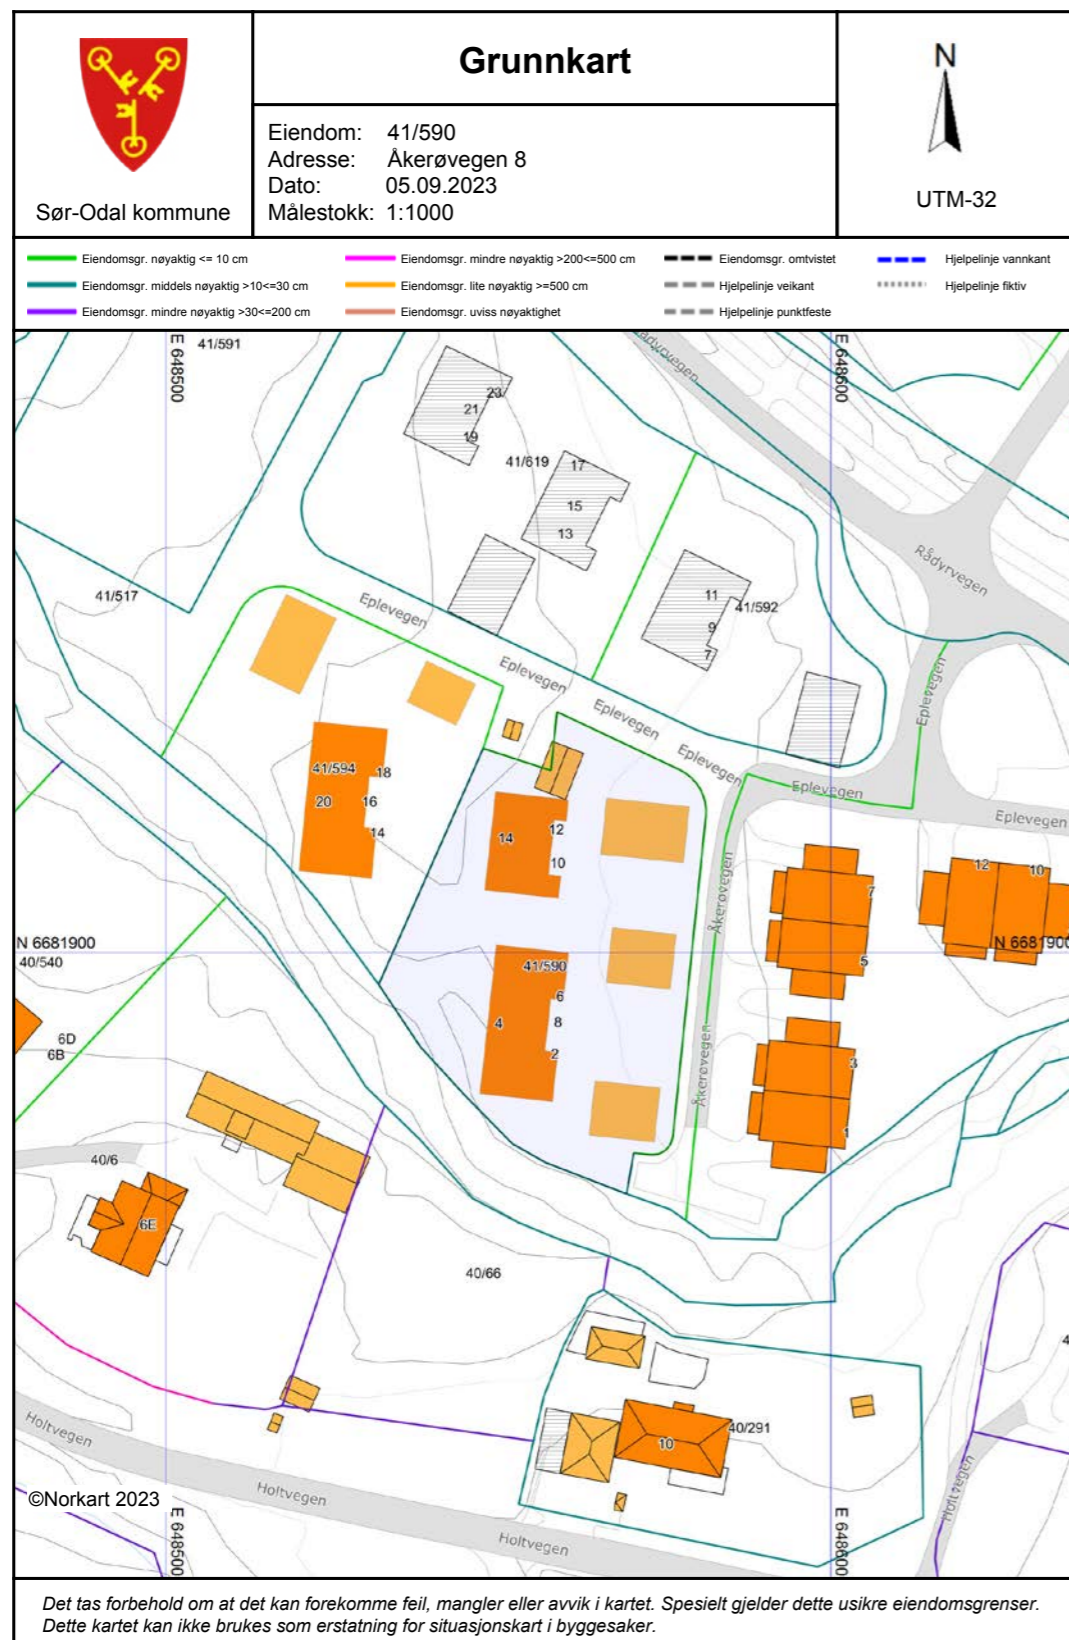 Grunnkart
Sør-Odal kommune
Eiendom: 41/590
Adresse: Åkerøvegen 8
Dato: 05.09.2023
Målestokk: 1:1000
N
UTM-32
Eiendomsgr. nøyaktig <= 10 cm
Eiendomsgr. middels nøyaktig >10<=30 cm
Eiendomsgr. mindre nøyaktig >30<=200 cm
Eiendomsgr. mindre nøyaktig >200<=500 cm
Eiendomsgr. lite nøyaktig >=500 cm
Eiendomsgr. uviss nøyaktighet
Eiendomsgr. omtvistet
Hjelpelinje veikant
Hjelpelinje punktfeste
Hjelpelinje vannkant
Hjelpelinje fiktiv
E 648500
41/591
E 648600
Rådyrvegen
23
21
19
41/619
17
15
13
Rådyrvegen
41/517
Eplevegen
11
41/592
9
7
Eplevegen
Eplevegen
Eplevegen
Eplevegen
Eplevegen
Eplevegen
41/594
18
20
16
14
14
12
10
Åkerøvegen
7
5
12
10
N 6681900
40/540
N 6681900
41/590
6
4
8
2
6D
6B
Åkerøvegen
3
1
40/6
6E
40/66
4
40/291
10
Holtvegen
Holtvegen
Holtvegen
Holtvegen
©Norkart 2023
E 648500
E 648600
Det tas forbehold om at det kan forekomme feil, mangler eller avvik i kartet. Spesielt gjelder dette usikre eiendomsgrenser.
Dette kartet kan ikke brukes som erstatning for situasjonskart i byggesaker.